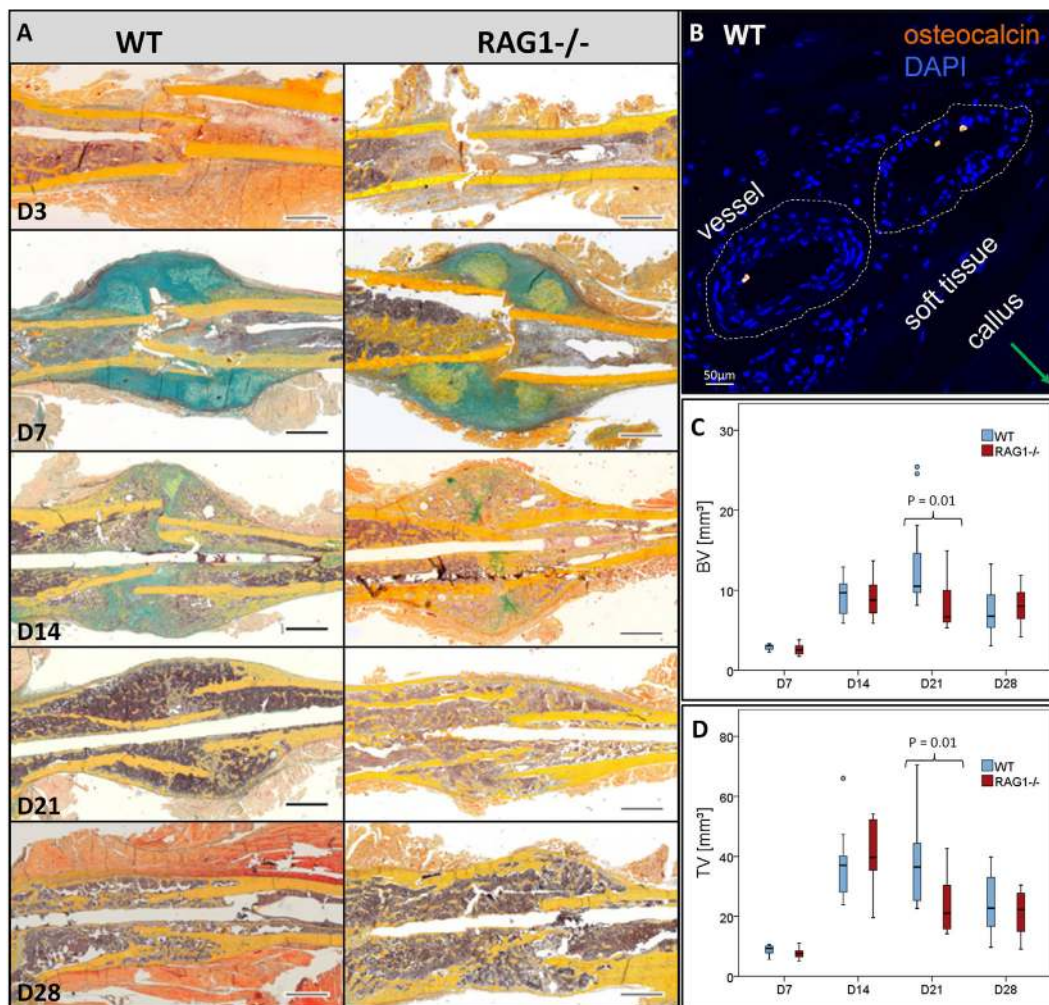 A
WT
RAG1-/-
D3
D7
D14
D21
D28
B WT
osteocalcin
DAPI
vessel
soft tissue
callus
50µm
C
30
20
10
0
BV [mm³]
WT
RAG1-/-
P = 0.01
D7 D14 D21 D28
D
80
60
40
20
0
TV [mm³]
WT
RAG1-/-
P = 0.01
D7 D14 D21 D28